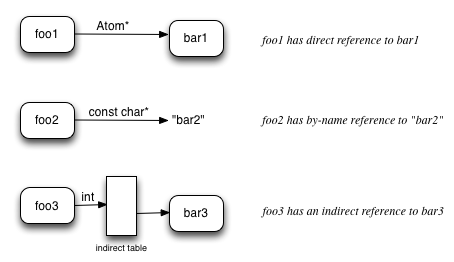 foo1 Atom* bar1 foo1 has direct reference to bar1
foo2 const char* "bar2" foo2 has by-name reference to "bar2"
foo3 int bar3 foo3 has an indirect reference to bar3
indirect table